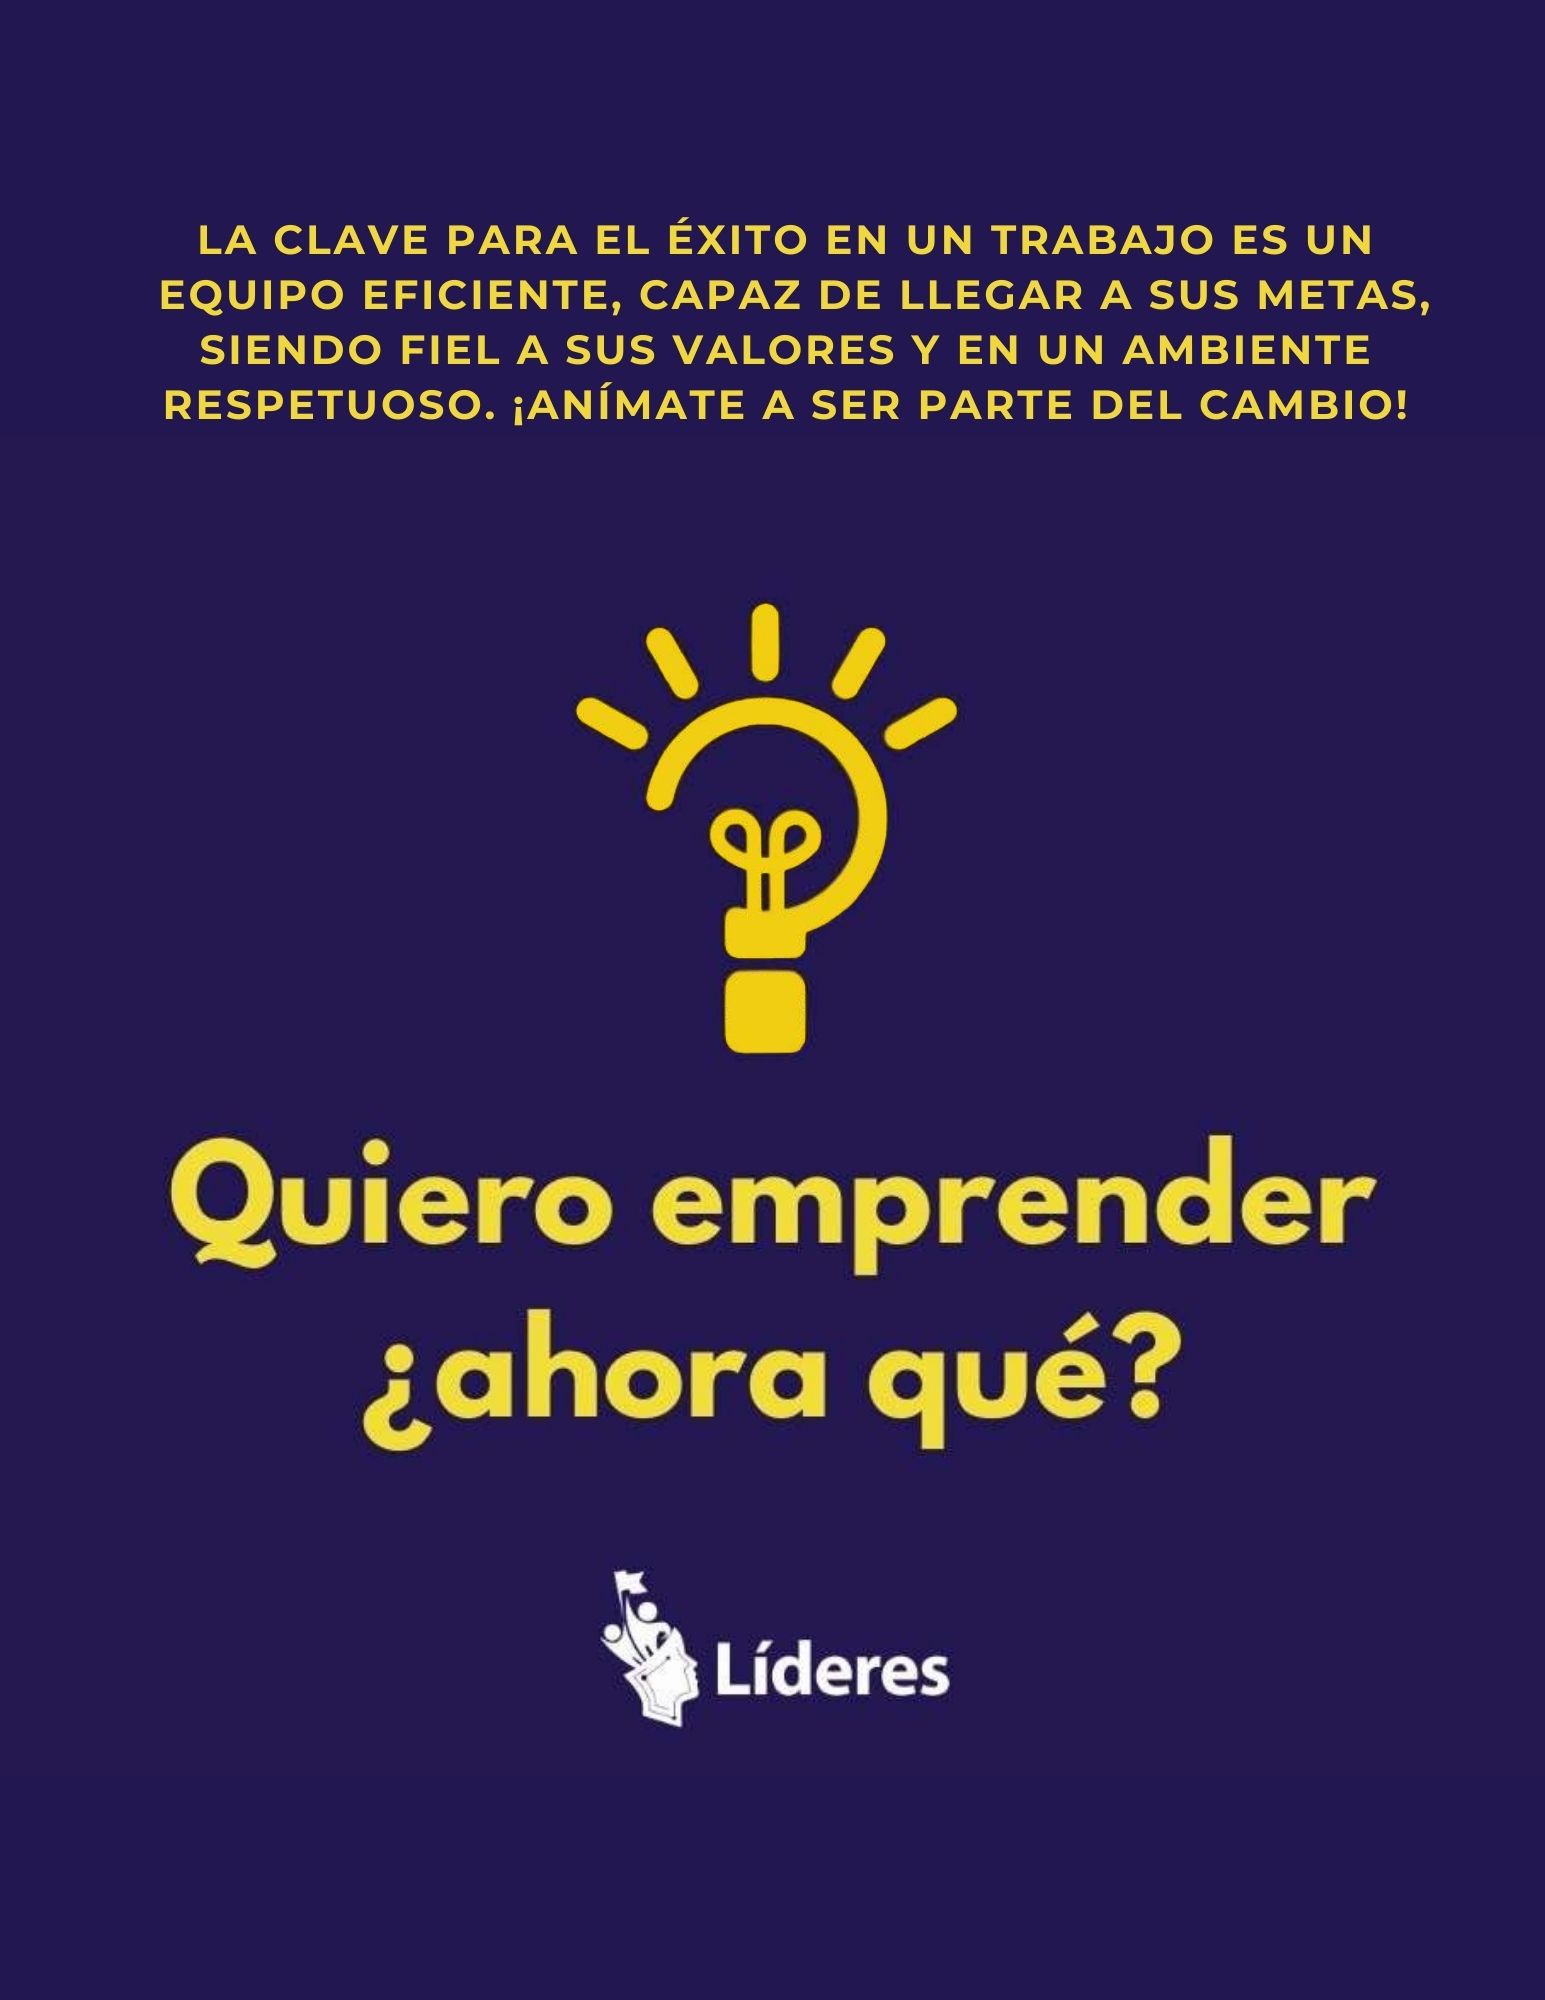 LA CLAVE PARA EL ÉXITO EN UN TRABAJO ES UN
EQUIPO EFICIENTE, CAPAZ DE LLEGAR A SUS METAS,
SIENDO FIEL A SUS VALORES Y EN UN AMBIENTE
RESPETUOSO. ¡ANÍMATE A SER PARTE DEL CAMBIO!
Quiero emprender
¿ahora qué?
Líderes